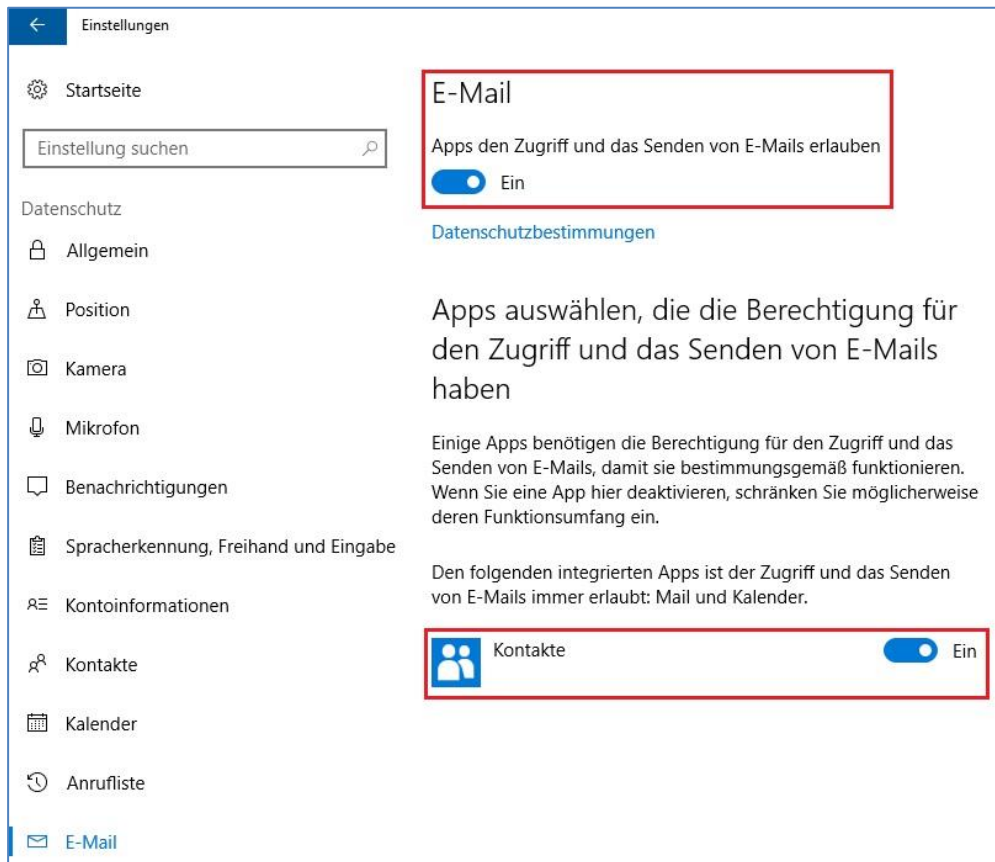 Einstellungen
Startseite
Einstellung suchen
Datenschutz
Allgemein
Position
Kamera
Mikrofon
Benachrichtigungen
Spracherkennung, Freihand und Eingabe
Kontoinformationen
Kontakte
Kalender
Anrufliste
E-Mail
E-Mail
Apps den Zugriff und das Senden von E-Mails erlauben
Ein
Datenschutzbestimmungen
Apps auswählen, die die Berechtigung für
den Zugriff und das Senden von E-Mails
haben
Einige Apps benötigen die Berechtigung für den Zugriff und das
Senden von E-Mails, damit sie bestimmungsgemäß funktionieren.
Wenn Sie eine App hier deaktivieren, schränken Sie möglicherweise
deren Funktionsumfang ein.
Den folgenden integrierten Apps ist der Zugriff und das Senden
von E-Mails immer erlaubt: Mail und Kalender.
Kontakte
Ein